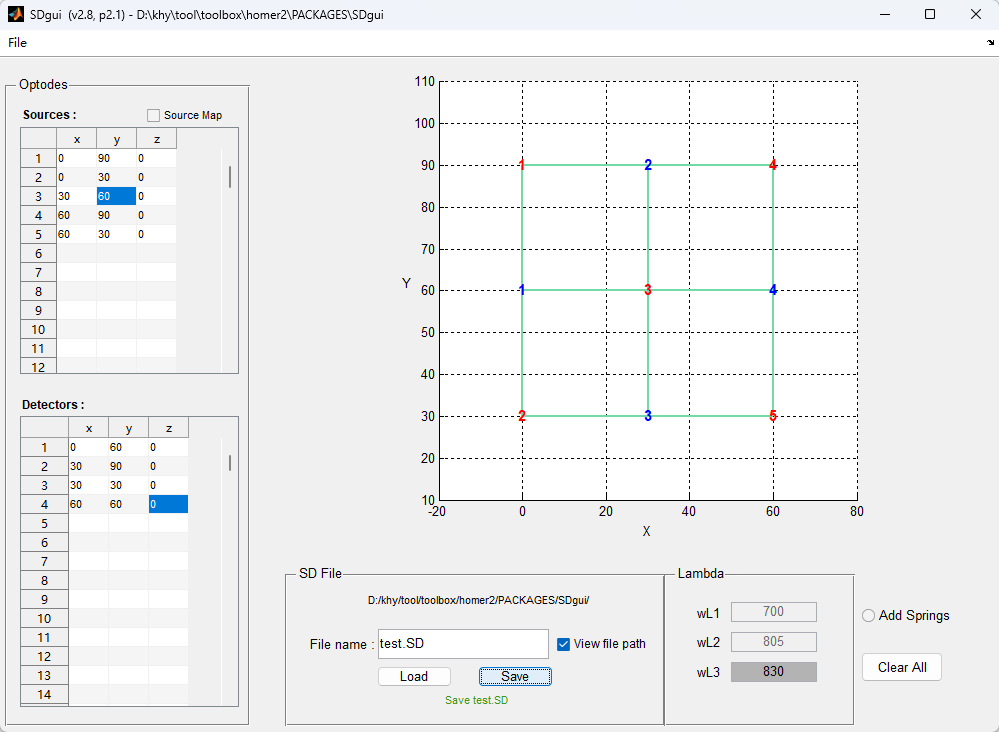 SDgui (v2.8, p2.1) - D:\khy\tool\toolbox\homer2\PACKAGES\SDgui
File
Optodes
Sources :
Source Map
x y z
1 0 90 0
2 0 30 0
3 30 60 0
4 60 90 0
5 60 30 0
6
7
8
9
10
11
12
Detectors :
x y z
1 0 60 0
2 30 90 0
3 30 30 0
4 60 60 0
5
6
7
8
9
10
11
12
13
14
110
100
90
80
70
60
50
40
30
20
10
Y
1 2 4
1 3 4
2 3 5
-20 0 20 40 60 80
X
SD File
D:/khy/tool/toolbox/homer2/PACKAGES/SDgui/
File name : test.SD
View file path
Load Save
Save test.SD
Lambda
wL1 700
wL2 805
wL3 830
Add Springs
Clear All